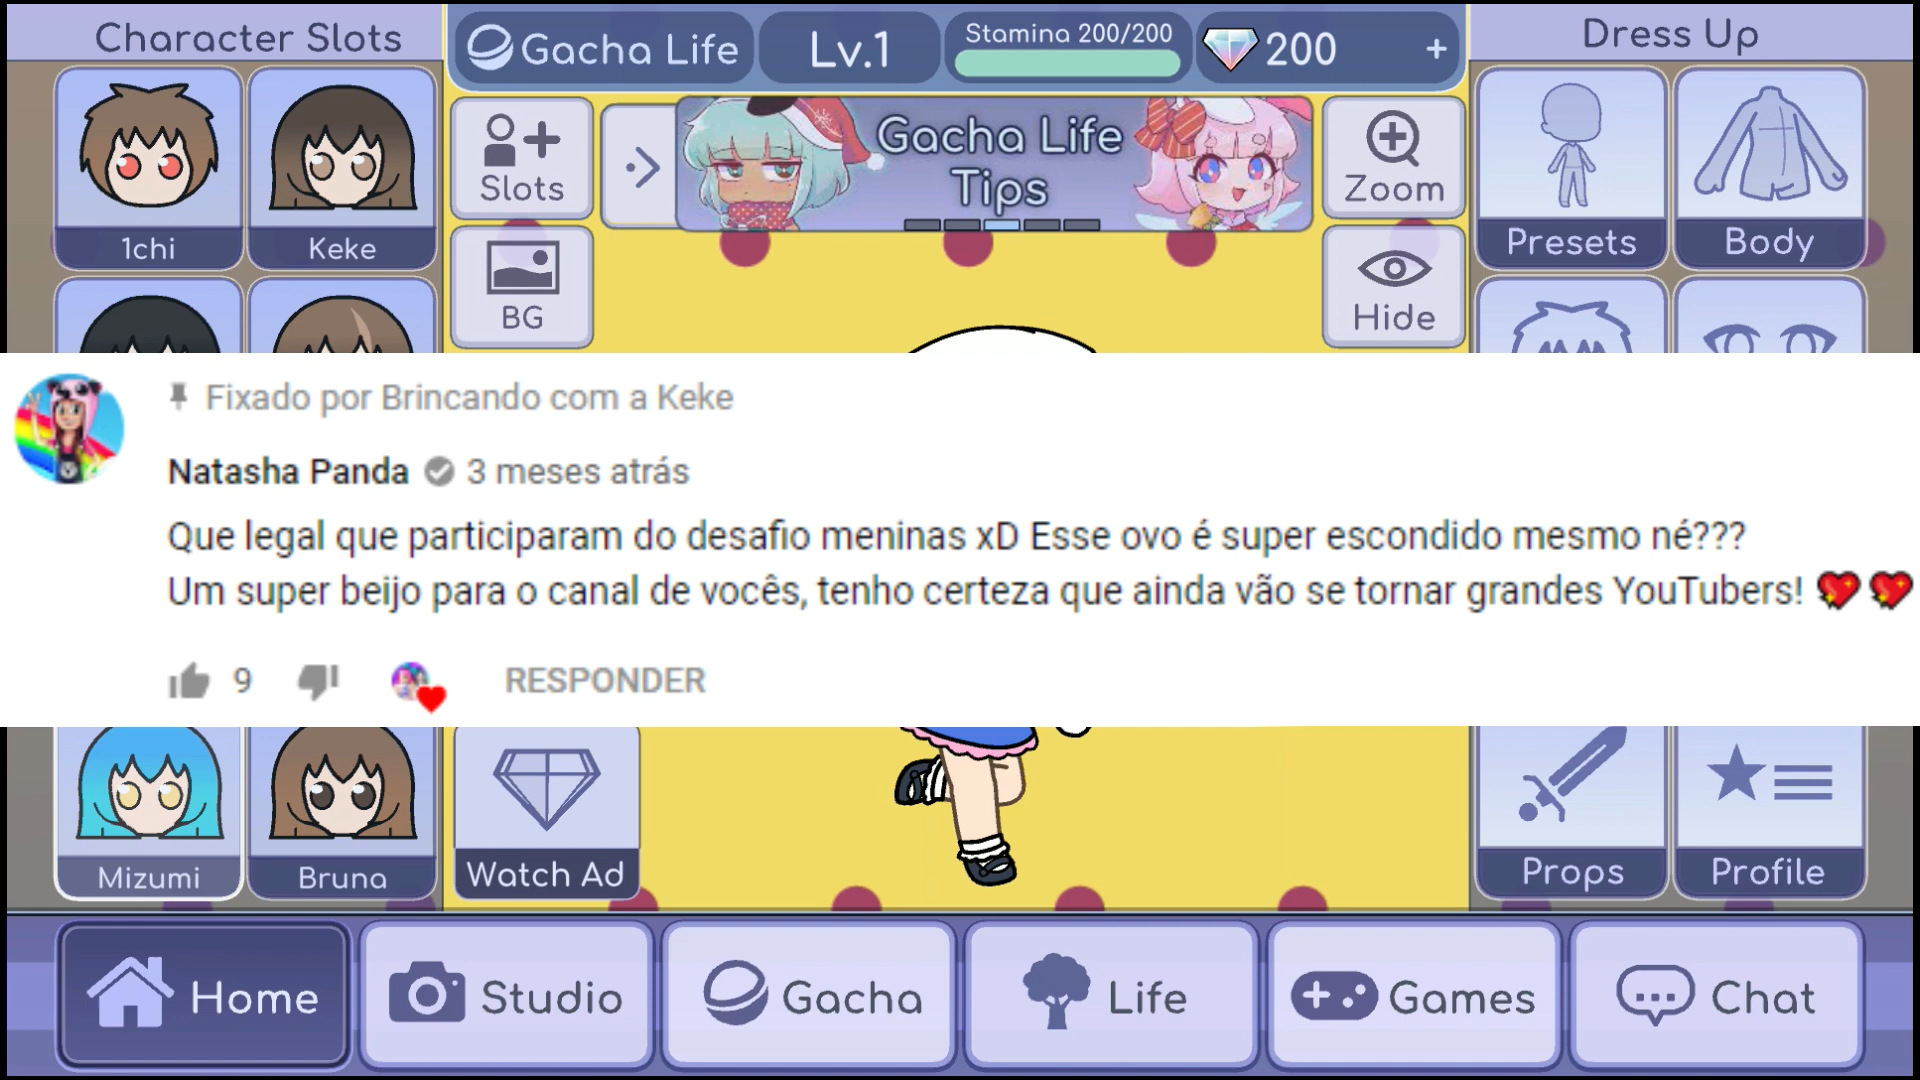 Character Slots
Gacha Life
Lv.1
Stamina 200/200
200
+
Dress Up
1chi
Keke
Slots
Gacha Life
Tips
Zoom
Presets
Body
BG
Hide
Fixado por Brincando com a Keke
Natasha Panda 3 meses atrás
Que legal que participaram do desafio meninas xD Esse ovo é super escondido mesmo né???
Um super beijo para o canal de vocês, tenho certeza que ainda vão se tornar grandes YouTubers! 💖💖
9
RESPONDER
Mizumi
Bruna
Watch Ad
Props
Profile
Home
Studio
Gacha
Life
Games
Chat